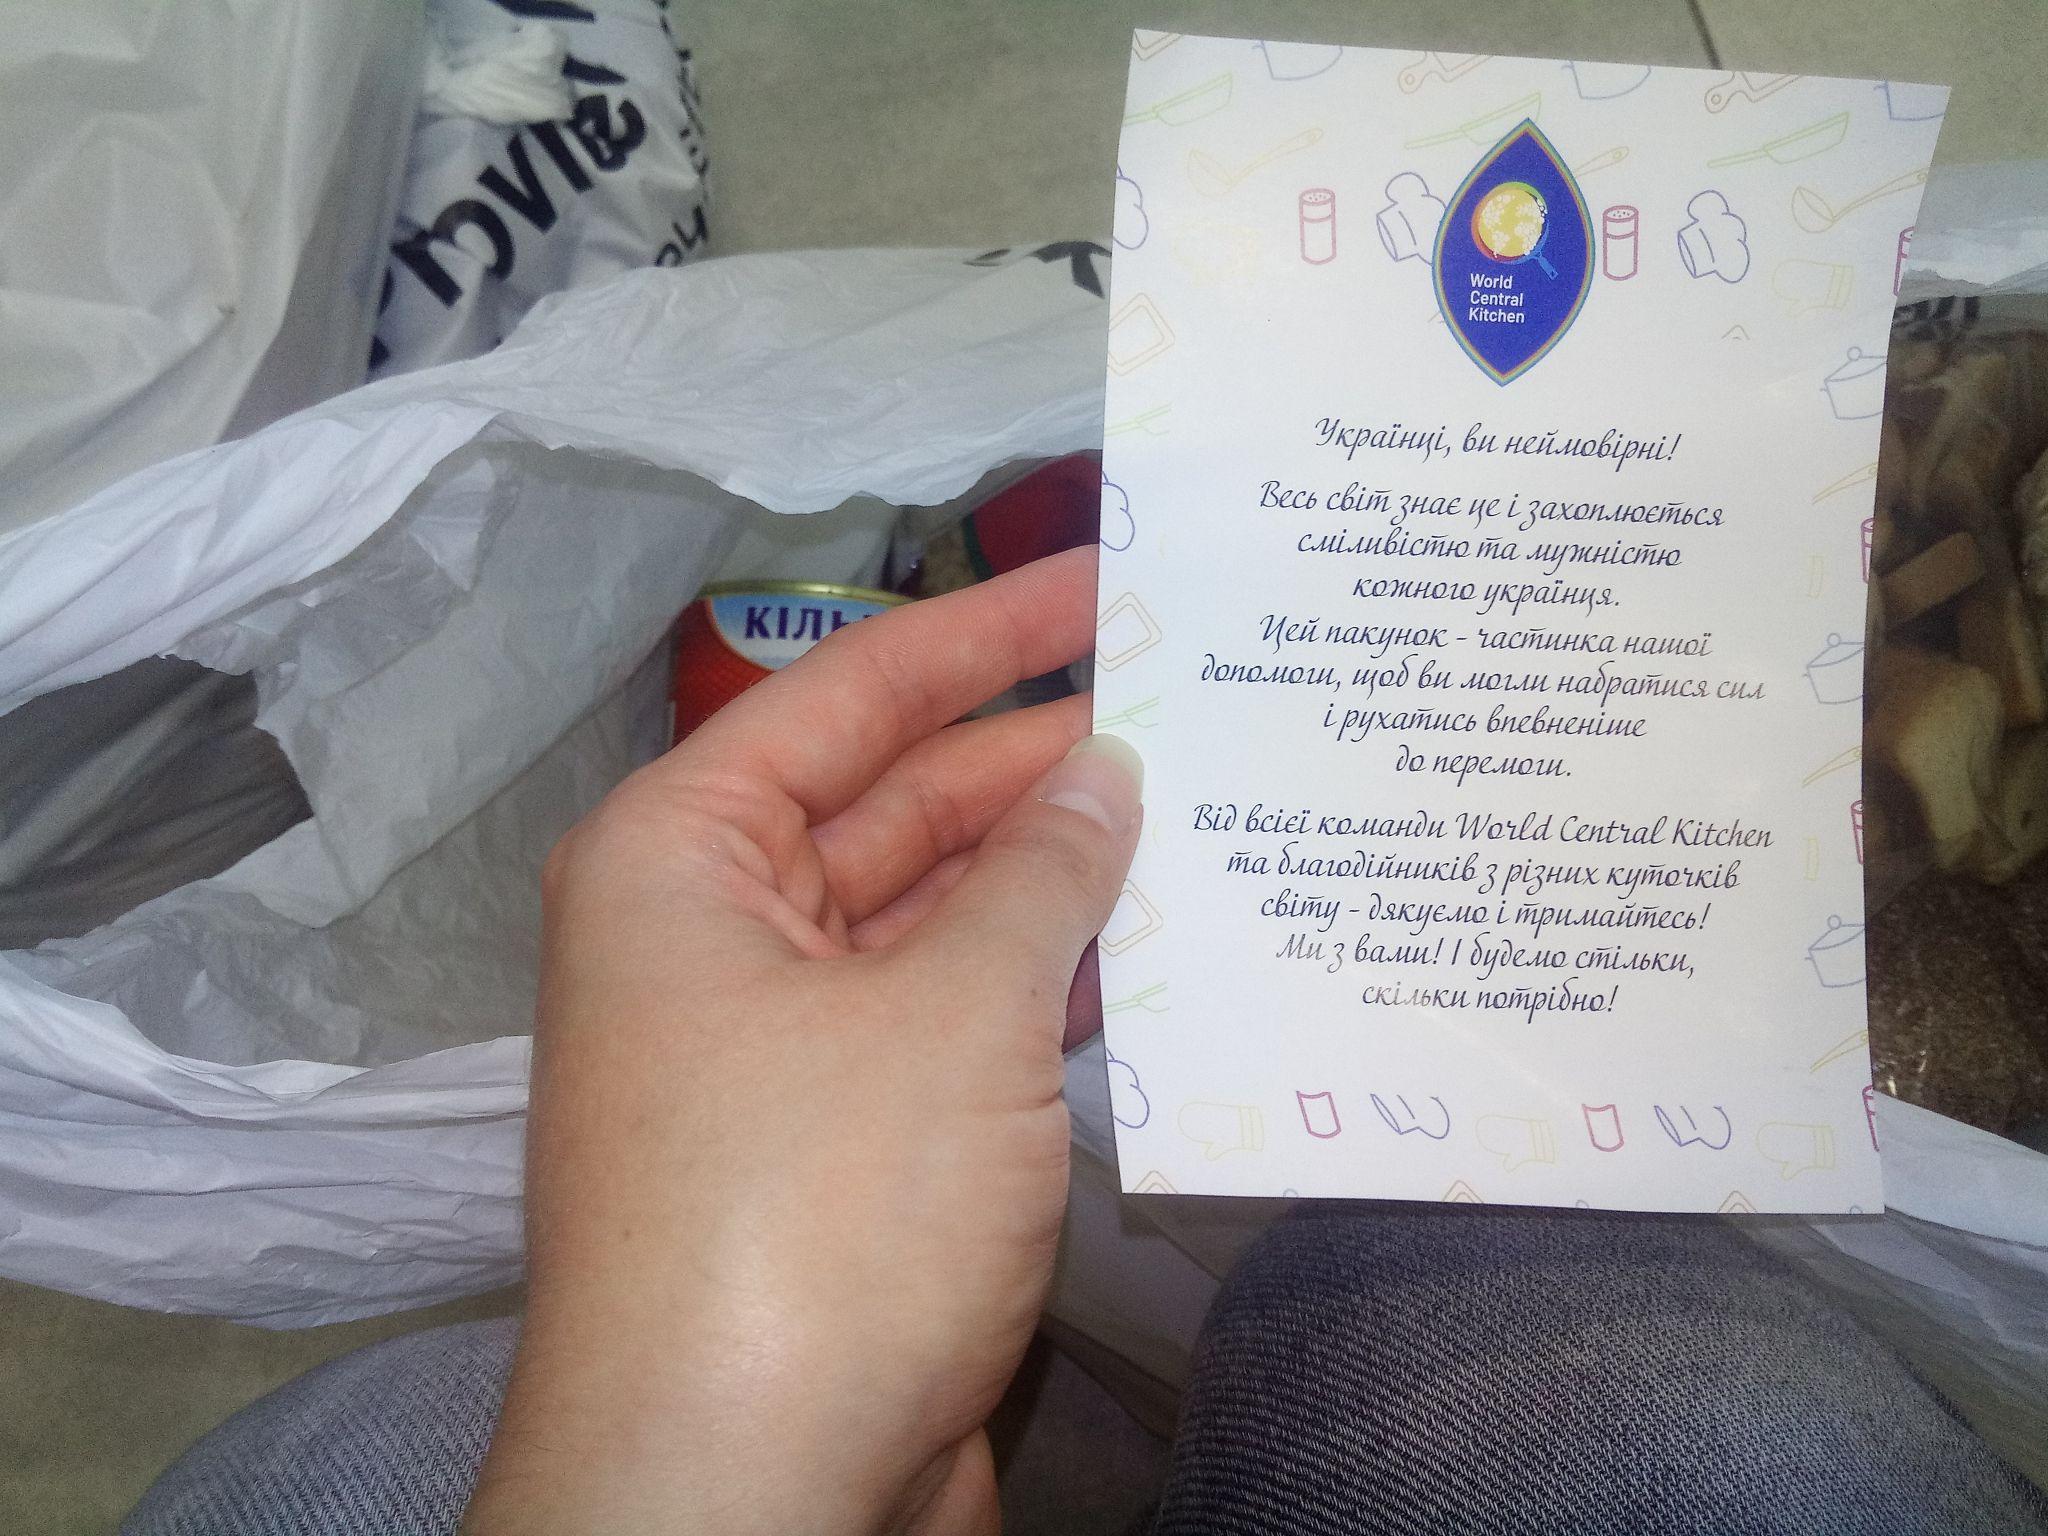 World
Central
Kitchen
Українці, ви неймовірні!
Весь світ знає це і захоплюється
сміливістю та мужністю
кожного українця.
Цей пакунок - частинка нашої
допомоги, щоб ви могли набратися сил
і рухатись впевненіше
до перемоги.
Від всієї команди World Central Kitchen
та благодійників з різних куточків
світу - дякуємо і тримайтесь!
Ми з вами! І будемо стільки,
скільки потрібно!